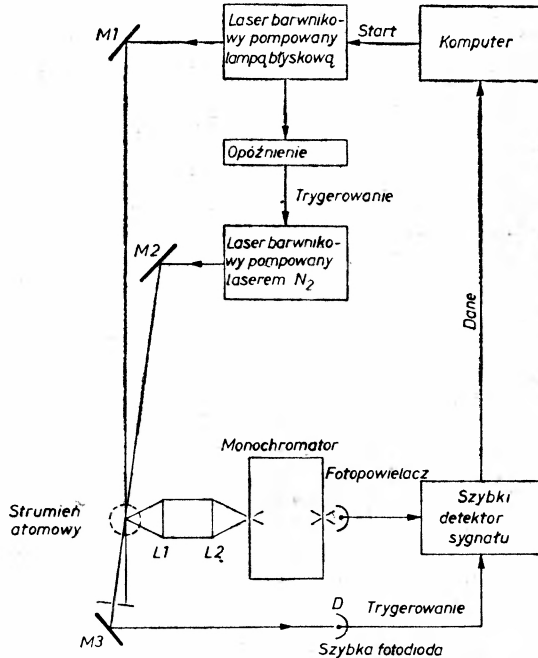 M1
Laser barwniko-
wy pompowany
lampą błyskową
Start
Komputer
Opóźnienie
Trygerowanie
M2
Laser barwniko-
wy pompowany
laserem N2
Dane
Monochromator
Fotopowielacz
Strumień
atomowy
L1
L2
Szybki
detektor
sygnału
M3
D
Trygerowanie
Szybka fotodioda